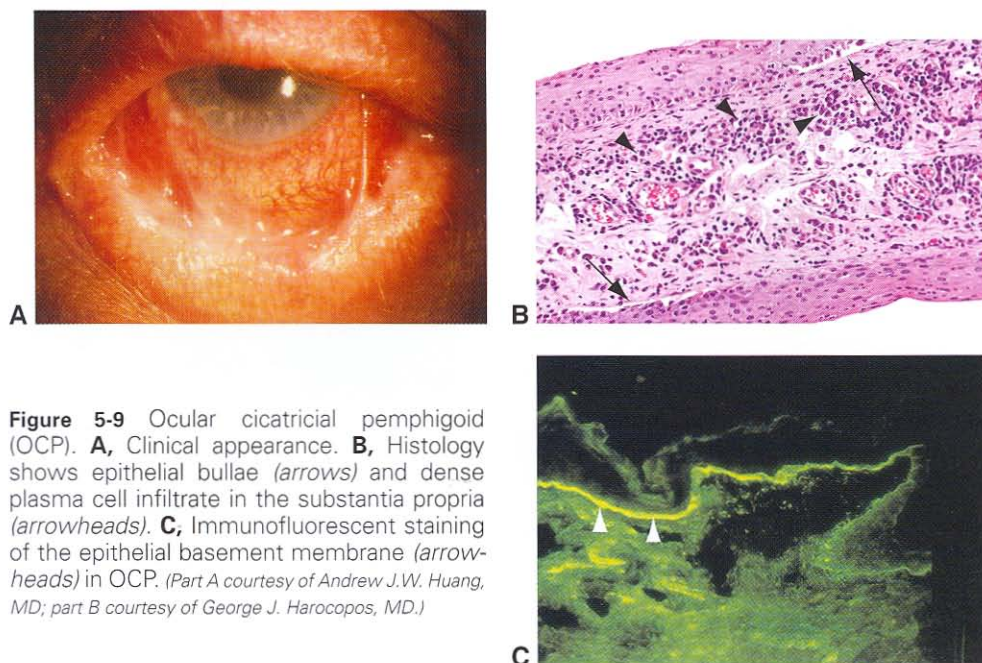 A
B
Figure 5-9 Ocular cicatricial pemphigoid
(OCP). A, Clinical appearance. B, Histology
shows epithelial bullae (arrows) and dense
plasma cell infiltrate in the substantia propria
(arrowheads). C, Immunofluorescent staining
of the epithelial basement membrane (arrow-
heads) in OCP. (Part A courtesy of Andrew J.W. Huang,
MD; part B courtesy of George J. Harocopos, MD.)
C